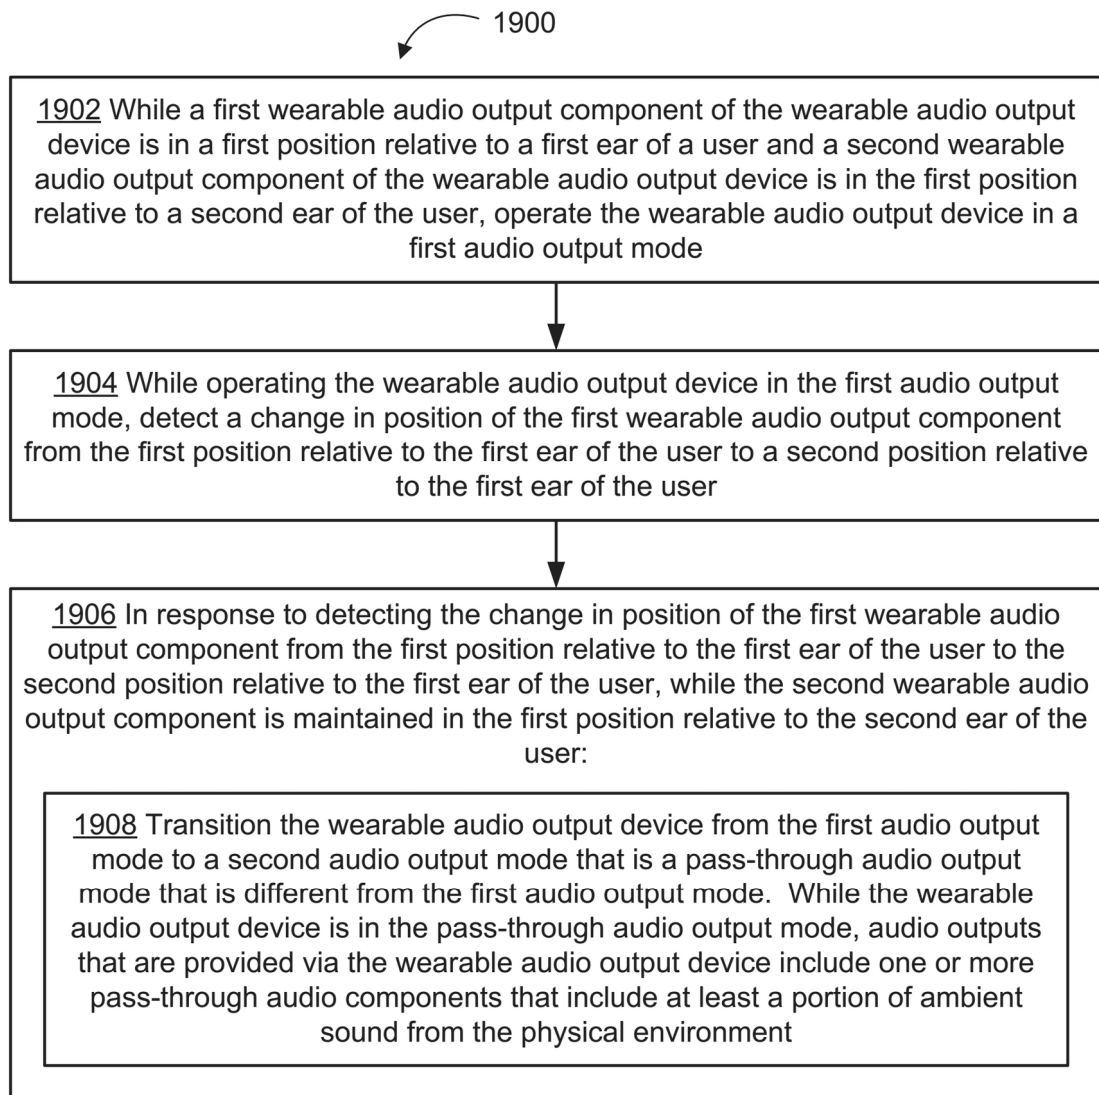 1900
1902 While a first wearable audio output component of the wearable audio output
device is in a first position relative to a first ear of a user and a second wearable
audio output component of the wearable audio output device is in the first position
relative to a second ear of the user, operate the wearable audio output device in a
first audio output mode
1904 While operating the wearable audio output device in the first audio output
mode, detect a change in position of the first wearable audio output component
from the first position relative to the first ear of the user to a second position relative
to the first ear of the user
1906 In response to detecting the change in position of the first wearable audio
output component from the first position relative to the first ear of the user to the
second position relative to the first ear of the user, while the second wearable audio
output component is maintained in the first position relative to the second ear of the
user:
1908 Transition the wearable audio output device from the first audio output
mode to a second audio output mode that is a pass-through audio output
mode that is different from the first audio output mode.  While the wearable
audio output device is in the pass-through audio output mode, audio outputs
that are provided via the wearable audio output device include one or more
pass-through audio components that include at least a portion of ambient
sound from the physical environment